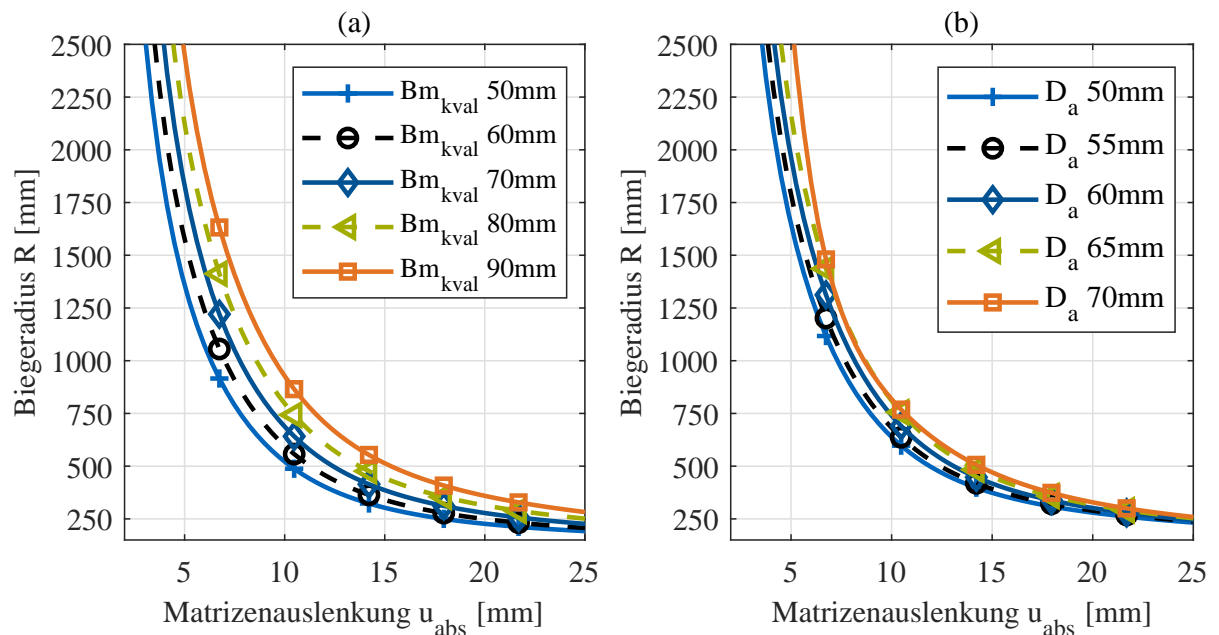 (a)
Biegeradius R [mm]
2500
2250
2000
1750
1500
1250
1000
750
500
250
5 10 15 20 25
Matrizenauslenkung u_abs [mm]
Bm_kval 50mm
Bm_kval 60mm
Bm_kval 70mm
Bm_kval 80mm
Bm_kval 90mm
(b)
Biegeradius R [mm]
2500
2250
2000
1750
1500
1250
1000
750
500
250
5 10 15 20 25
Matrizenauslenkung u_abs [mm]
D_a 50mm
D_a 55mm
D_a 60mm
D_a 65mm
D_a 70mm